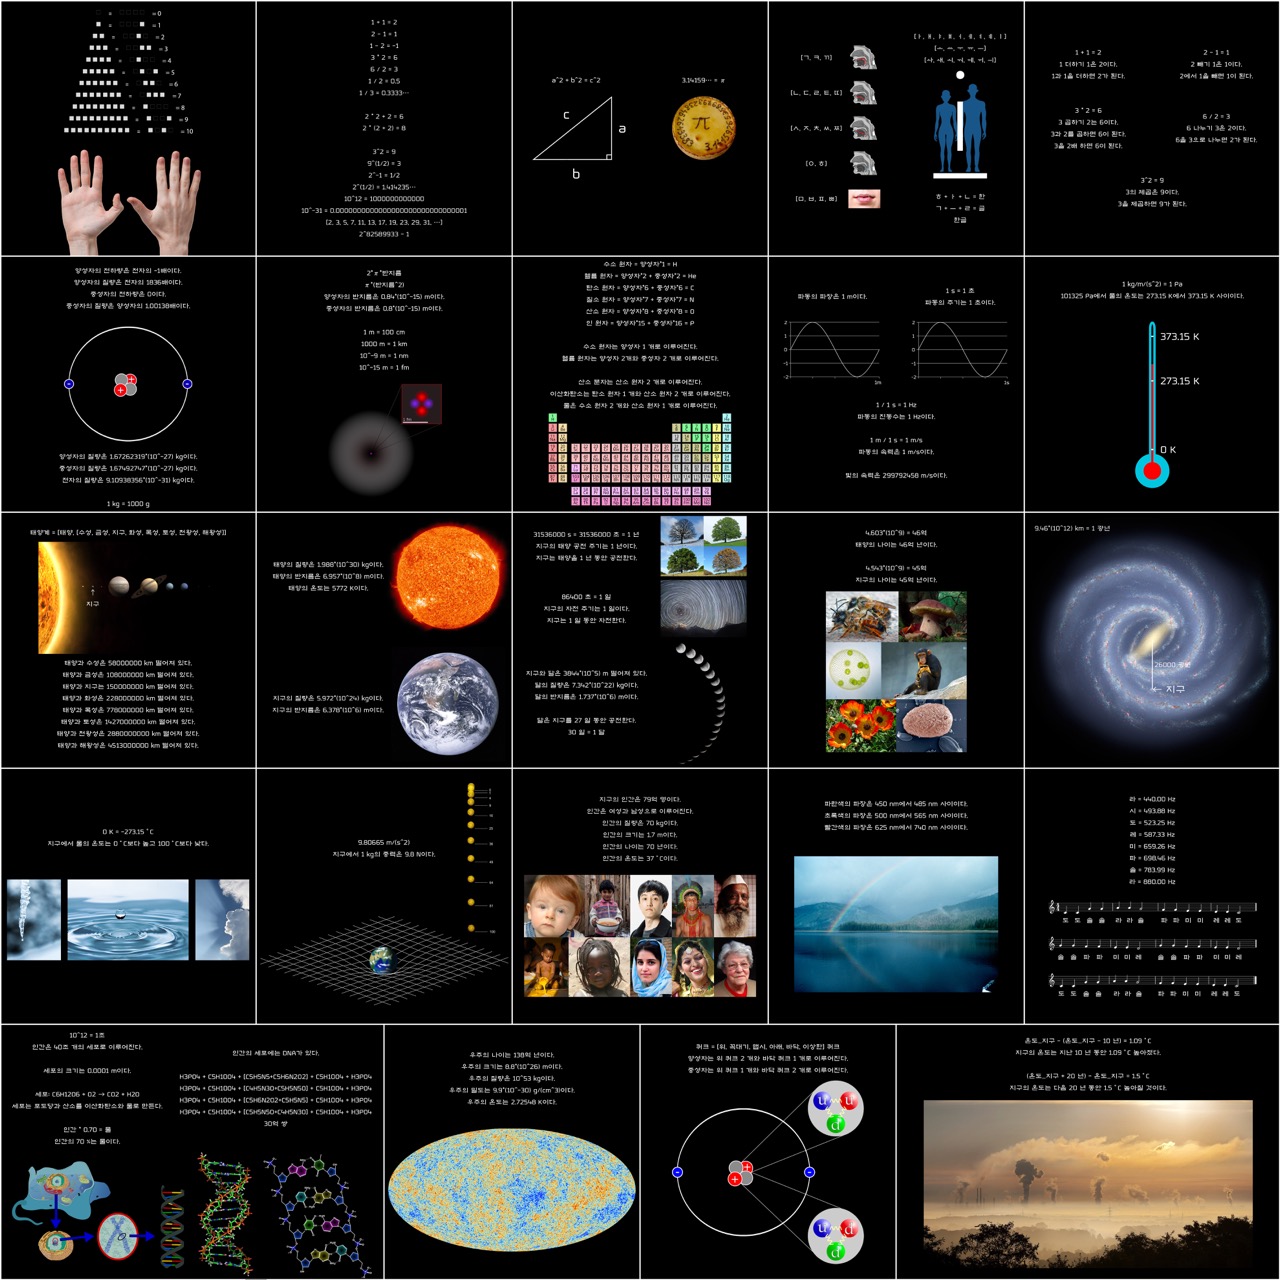 = 0
= 1
= 2
= 3
= 4
= 5
= 6
= 7
= 8
= 9
= 10
1 + 1 = 2
2 - 1 = 1
1 - 2 = -1
3 * 2 = 6
6 / 2 = 3
1 / 2 = 0.5
1 / 3 = 0.3333⋯
2 * 2 + 2 = 6
2 * (2 + 2) = 8
3^2 = 9
9^(1/2) = 3
2^-1 = 1/2
2^(1/2) = 1.414235⋯
10^12 = 1000000000000
10^-31 = 0.0000000000000000000000000000001
[2, 3, 5, 7, 11, 13, 17, 19, 23, 29, 31, ⋯]
2^82589933 - 1
a^2 + b^2 = c^2
c
a
b
3.14159⋯ = π
π
3.14159
[ㄱ, ㅋ, ㄲ]
[ㄴ, ㄷ, ㄹ, ㅌ, ㄸ]
[ㅅ, ㅈ, ㅊ, ㅆ, ㅉ]
[ㅇ, ㅎ]
[ㅁ, ㅂ, ㅍ, ㅃ]
ㅎ + ㅏ + ㄴ = 한
ㄱ + ㅡ + ㄹ = 글
한글
1 + 1 = 2
1 더하기 1은 2이다.
1과 1을 더하면 2가 된다.
2 - 1 = 1
2 빼기 1은 1이다.
2에서 1을 빼면 1이 된다.
3 * 2 = 6
3 곱하기 2는 6이다.
3과 2를 곱하면 6이 된다.
3을 2배 하면 6이 된다.
6 / 2 = 3
6 나누기 3은 2이다.
6을 3으로 나누면 2가 된다.
3^2 = 9
3의 제곱은 9이다.
3을 제곱하면 9가 된다.
양성자의 전하량은 전자의 -1배이다.
양성자의 질량은 전자의 1836배이다.
중성자의 전하량은 0이다.
중성자의 질량은 양성자의 1.00138배이다.
양성자의 질량은 1.67262319*(10^-27) kg이다.
중성자의 질량은 1.67492747*(10^-27) kg이다.
전자의 질량은 9.10938356*(10^-31) kg이다.
1 kg = 1000 g
2*π*반지름
π*(반지름^2)
양성자의 반지름은 0.84*(10^-15) m이다.
중성자의 반지름은 0.8*(10^-15) m이다.
1 m = 100 cm
1000 m = 1 km
10^-9 m = 1 nm
10^-15 m = 1 fm
수소 원자 = 양성자*1 = H
헬륨 원자 = 양성자*2 + 중성자*2 = He
탄소 원자 = 양성자*6 + 중성자*6 = C
질소 원자 = 양성자*7 + 중성자*7 = N
산소 원자 = 양성자*8 + 중성자*8 = O
인 원자 = 양성자*15 + 중성자*16 = P
수소 원자는 양성자 1 개로 이루어진다.
헬륨 원자는 양성자 2개와 중성자 2 개로 이루어진다.
산소 분자는 산소 원자 2 개로 이루어진다.
이산화탄소는 탄소 원자 1 개와 산소 원자 2 개로 이루어진다.
물은 수소 원자 2 개와 산소 원자 1 개로 이루어진다.
파동의 파장은 1 m이다.
1 s = 1 초
파동의 주기는 1 초이다.
2
1
0
-1
-2
1m
2
1
0
-1
-2
1s
1 / 1 s = 1 Hz
파동의 진동수는 1 Hz이다.
1 m / 1 s = 1 m/s
파동의 속력은 1 m/s이다.
빛의 속력은 299792458 m/s이다.
1 kg/m/(s^2) = 1 Pa
101325 Pa에서 물의 온도는 273.15 K에서 373.15 K 사이이다.
373.15 K
273.15 K
0 K
태양계 = [태양, [수성, 금성, 지구, 화성, 목성, 토성, 천왕성, 해왕성]]
지구
태양과 수성은 58000000 km 떨어져 있다.
태양과 금성은 108000000 km 떨어져 있다.
태양과 지구는 150000000 km 떨어져 있다.
태양과 화성은 228000000 km 떨어져 있다.
태양과 목성은 778000000 km 떨어져 있다.
태양과 토성은 1427000000 km 떨어져 있다.
태양과 천왕성은 2880000000 km 떨어져 있다.
태양과 해왕성은 4513000000 km 떨어져 있다.
태양의 질량은 1.988*(10^30) kg이다.
태양의 반지름은 6.957*(10^8) m이다.
태양의 온도는 5772 K이다.
지구의 질량은 5.972*(10^24) kg이다.
지구의 반지름은 6.378*(10^6) m이다.
31536000 s = 31536000 초 = 1 년
지구의 태양 공전 주기는 1 년이다.
지구는 태양을 1 년 동안 공전한다.
86400 초 = 1 일
지구의 자전 주기는 1 일이다.
지구는 1 일 동안 자전한다.
지구와 달은 3844*(10^5) m 떨어져 있다.
달의 질량은 7.342*(10^22) kg이다.
달의 반지름은 1.737*(10^6) m이다.
달은 지구를 27 일 동안 공전한다.
30 일 = 1 달
4.603*(10^9) = 46억
태양의 나이는 46억 년이다.
4.543*(10^9) = 45억
지구의 나이는 45억 년이다.
9.46*(10^12) km = 1 광년
26000 광년
지구
0 K = -273.15 °C
지구에서 물의 온도는 0 °C보다 높고 100 °C보다 낮다.
9.80665 m/(s^2)
지구에서 1 kg의 중력은 9.8 N이다.
지구의 인간은 79억 명이다.
인간은 여성과 남성으로 이루어진다.
인간의 질량은 70 kg이다.
인간의 크기는 1.7 m이다.
인간의 나이는 70 년이다.
인간의 온도는 37 °C이다.
파란색의 파장은 450 nm에서 485 nm 사이이다.
초록색의 파장은 500 nm에서 565 nm 사이이다.
빨간색의 파장은 625 nm에서 740 nm 사이이다.
라 = 440.00 Hz
시 = 493.88 Hz
도 = 523.25 Hz
레 = 587.33 Hz
미 = 659.26 Hz
파 = 698.46 Hz
솔 = 783.99 Hz
라 = 880.00 Hz
도 도 솔 솔 라 라 솔 파 파 미 미 레 레 도
솔 솔 파 파 미 미 레 솔 솔 파 파 미 미 레
도 도 솔 솔 라 라 솔 파 파 미 미 레 레 도
10^12 = 1조
인간은 40조 개의 세포로 이루어진다.
세포의 크기는 0.0001 m이다.
세포: C6H12O6 + O2 → CO2 + H2O
세포는 포도당과 산소를 이산화탄소와 물로 만든다.
인간 * 0.70 = 물
인간의 70 %는 물이다.
인간의 세포에는 DNA가 있다.
H3PO4 + C5H10O4 + [C5H5N5+C5H6N2O2] + C5H10O4 + H3PO4
H3PO4 + C5H10O4 + [C4H5N3O+C5H5N5O] + C5H10O4 + H3PO4
H3PO4 + C5H10O4 + [C5H6N2O2+C5H5N5] + C5H10O4 + H3PO4
H3PO4 + C5H10O4 + [C5H5N5O+C4H5N3O] + C5H10O4 + H3PO4
30억 쌍
우주의 나이는 138억 년이다.
우주의 크기는 8.8*(10^26) m이다.
우주의 질량은 10^53 kg이다.
우주의 밀도는 9.9*(10^-30) g/(cm^3)이다.
우주의 온도는 2.72548 K이다.
쿼크 = [위, 꼭대기, 맵시, 아래, 바닥, 이상한] 쿼크
양성자는 위 쿼크 2 개와 바닥 쿼크 1 개로 이루어진다.
중성자는 위 쿼크 1 개와 바닥 쿼크 2 개로 이루어진다.
u u
d
u d
d
온도_지구 - (온도_지구 - 10 년) = 1.09 °C
지구의 온도는 지난 10 년 동안 1.09 °C 높아졌다.
(온도_지구 + 20 년) - 온도_지구 = 1.5 °C
지구의 온도는 다음 20 년 동안 1.5 °C 높아질 것이다.